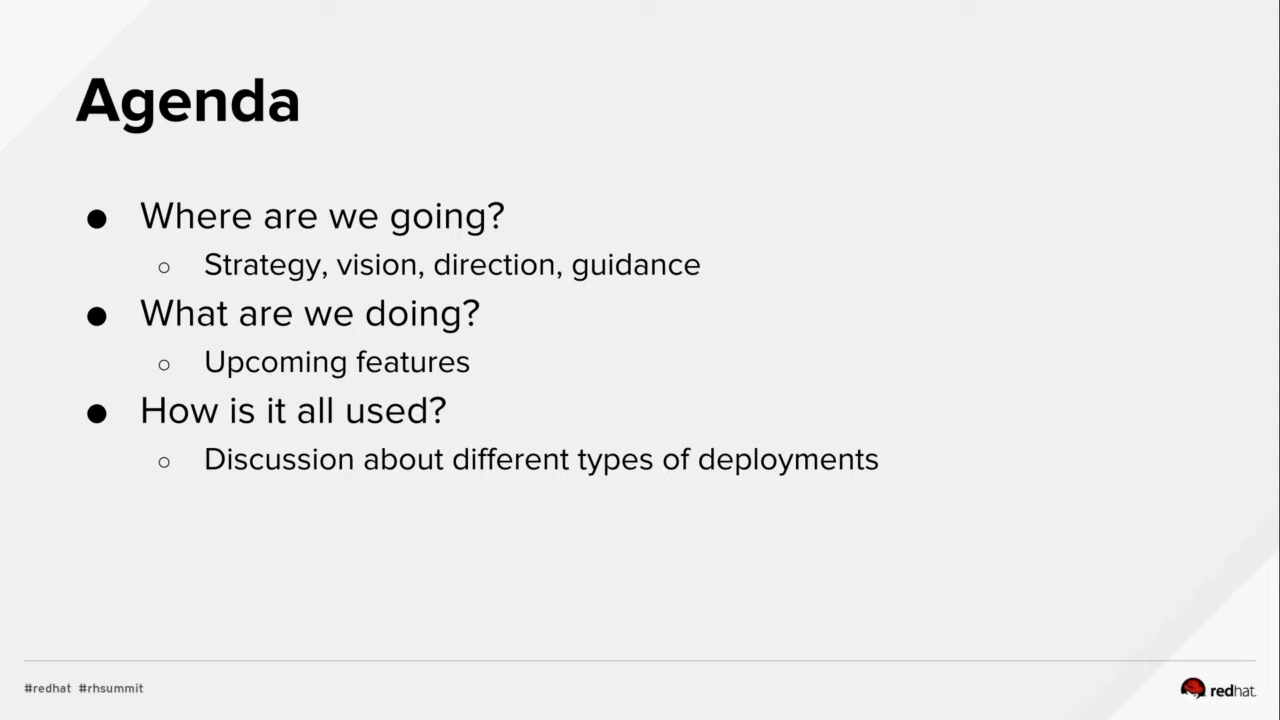 Agenda
● Where are we going?
○ Strategy, vision, direction, guidance
● What are we doing?
○ Upcoming features
● How is it all used?
○ Discussion about different types of deployments
#redhat #rhsummit
redhat.